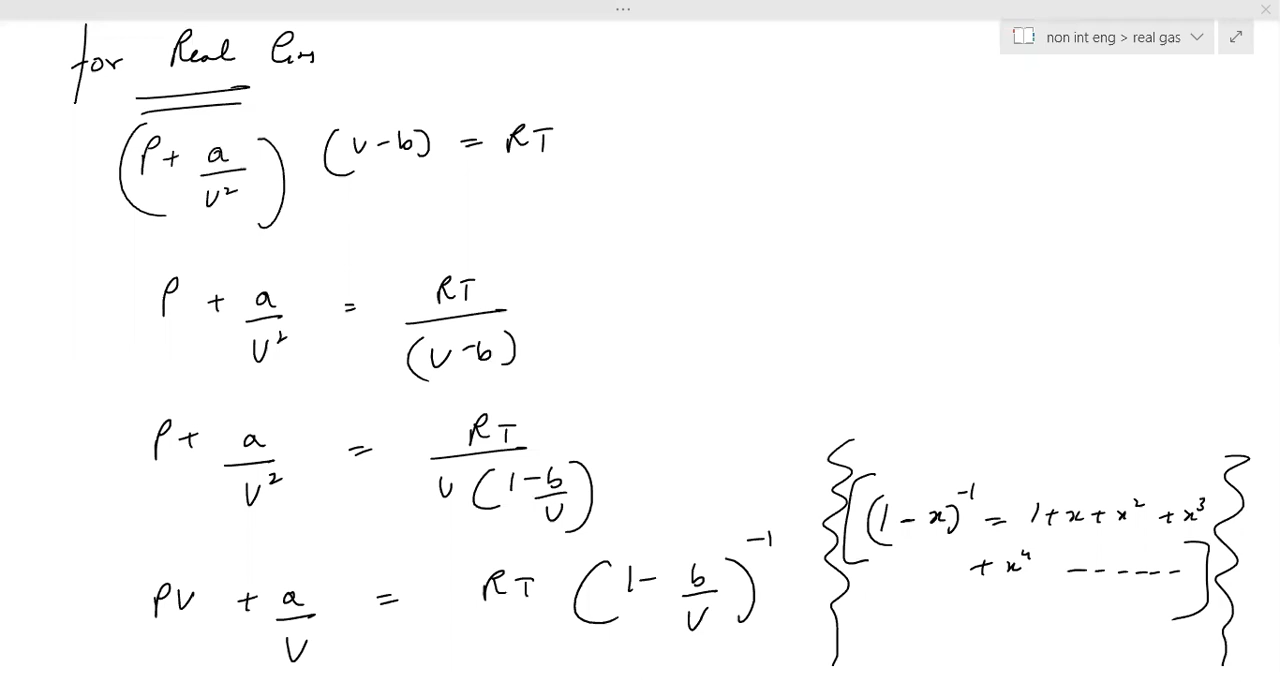 non int eng > real gas
for Real Gas
(P + a/V²) (V - b) = RT
P + a/V² = RT/(V - b)
P + a/V² = RT/V(1 - b/V)
[(1 - x)⁻¹ = 1 + x + x² + x³
+ x⁴ ------]
PV + a/V = RT (1 - b/V)⁻¹